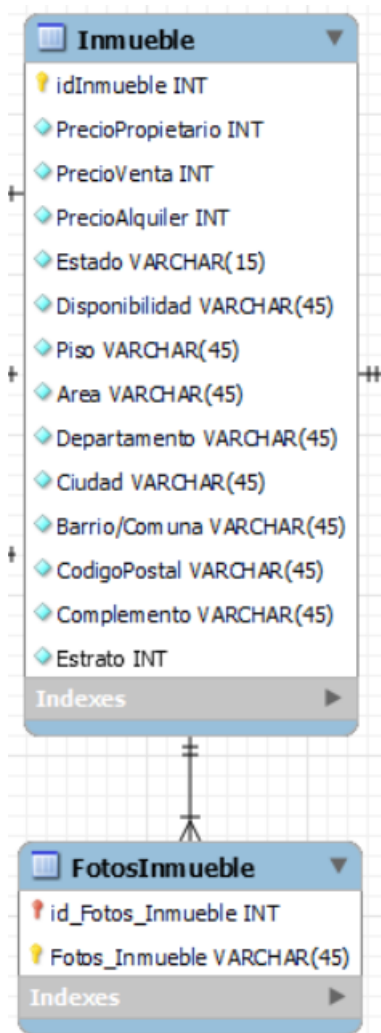 Inmueble
idInmueble INT
PrecioPropietario INT
PrecioVenta INT
PrecioAlquiler INT
Estado VARCHAR(15)
Disponibilidad VARCHAR(45)
Piso VARCHAR(45)
Area VARCHAR(45)
Departamento VARCHAR(45)
Ciudad VARCHAR(45)
Barrio/Comuna VARCHAR(45)
CodigoPostal VARCHAR(45)
Complemento VARCHAR(45)
Estrato INT
Indexes
FotosInmueble
id_Fotos_Inmueble INT
Fotos_Inmueble VARCHAR(45)
Indexes